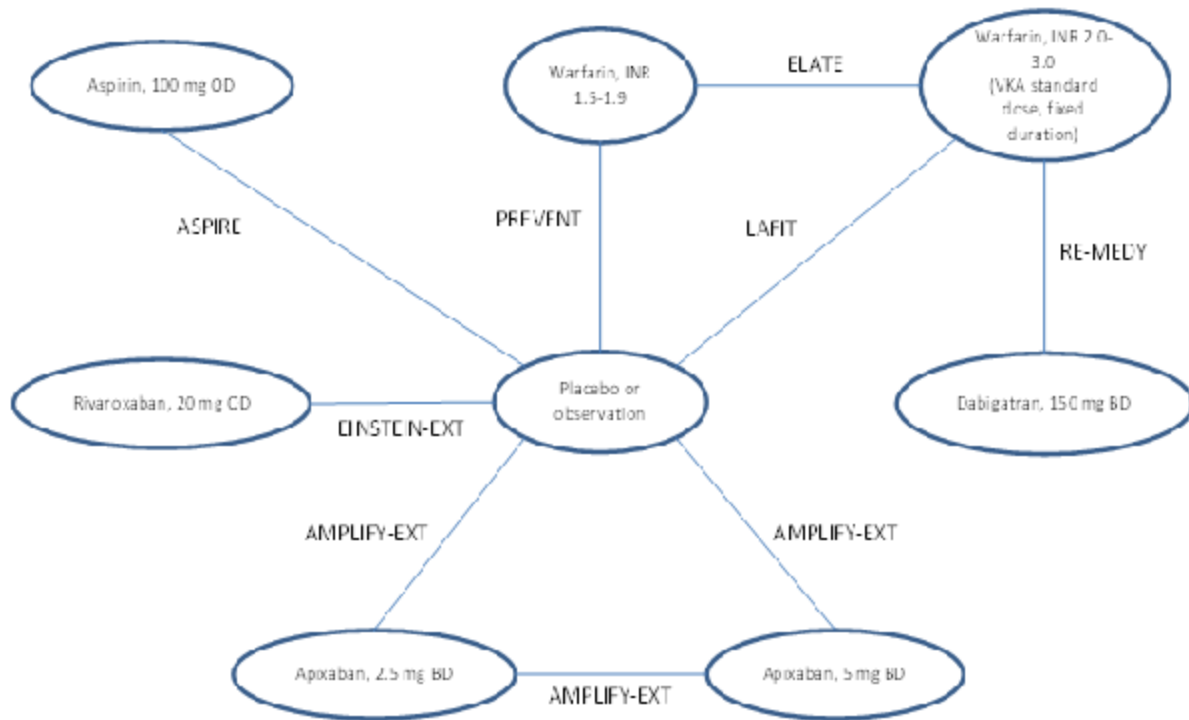 Aspirin, 100 mg OD
Warfarin, INR
1.5-1.9
ELATE
Warfarin, INR 2.0-
3.0
(VKA standard
dose, fixed
duration)
ASPIRE
PREVENT
LAFIT
RE-MEDY
Rivaroxaban, 20 mg OD
EINSTEIN-EXT
Placabo or
observation
Dabigatran, 150 mg BD
AMPLIFY-EXT
AMPLIFY-EXT
Apixaban, 2.5 mg BD
AMPLIFY-EXT
Apixaban, 5 mg BD